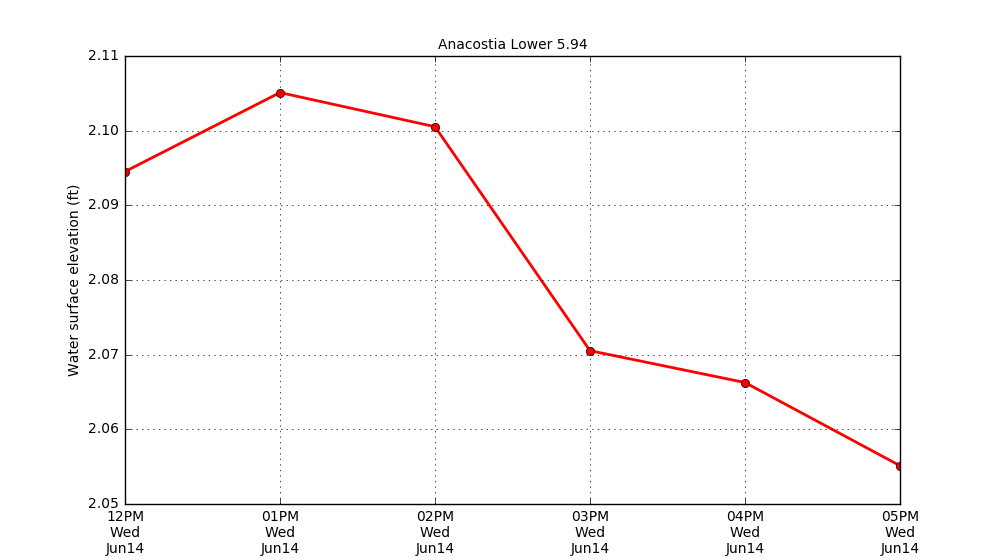 Anacostia Lower 5.94
Water surface elevation (ft)
2.11
2.10
2.09
2.08
2.07
2.06
2.05
12PM
Wed
Jun14
01PM
Wed
Jun14
02PM
Wed
Jun14
03PM
Wed
Jun14
04PM
Wed
Jun14
05PM
Wed
Jun14